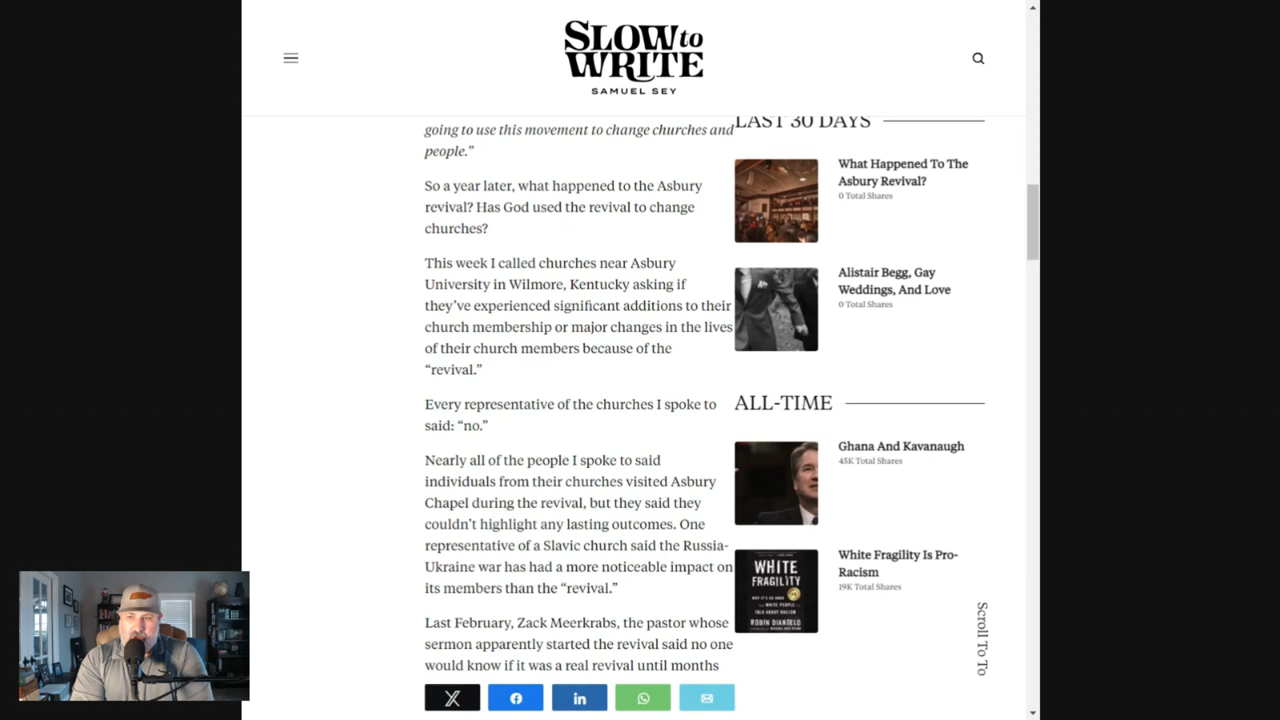 SLOW to
WRITE
SAMUEL SEY
going to use this movement to change churches and
people.”
So a year later, what happened to the Asbury
revival? Has God used the revival to change
churches?
This week I called churches near Asbury
University in Wilmore, Kentucky asking if
they’ve experienced significant additions to their
church membership or major changes in the lives
of their church members because of the
“revival.”
Every representative of the churches I spoke to
said: “no.”
Nearly all of the people I spoke to said
individuals from their churches visited Asbury
Chapel during the revival, but they said they
couldn’t highlight any lasting outcomes. One
representative of a Slavic church said the Russia-
Ukraine war has had a more noticeable impact on
its members than the “revival.”
Last February, Zack Meerkrabs, the pastor whose
sermon apparently started the revival said no one
would know if it was a real revival until months
LAST 30 DAYS
What Happened To The
Asbury Revival?
0 Total Shares
Alistair Begg, Gay
Weddings, And Love
0 Total Shares
ALL-TIME
Ghana And Kavanaugh
45K Total Shares
WHITE
FRAGILITY
ROBIN DIANGELO
White Fragility Is Pro-
Racism
19K Total Shares
Scroll To To